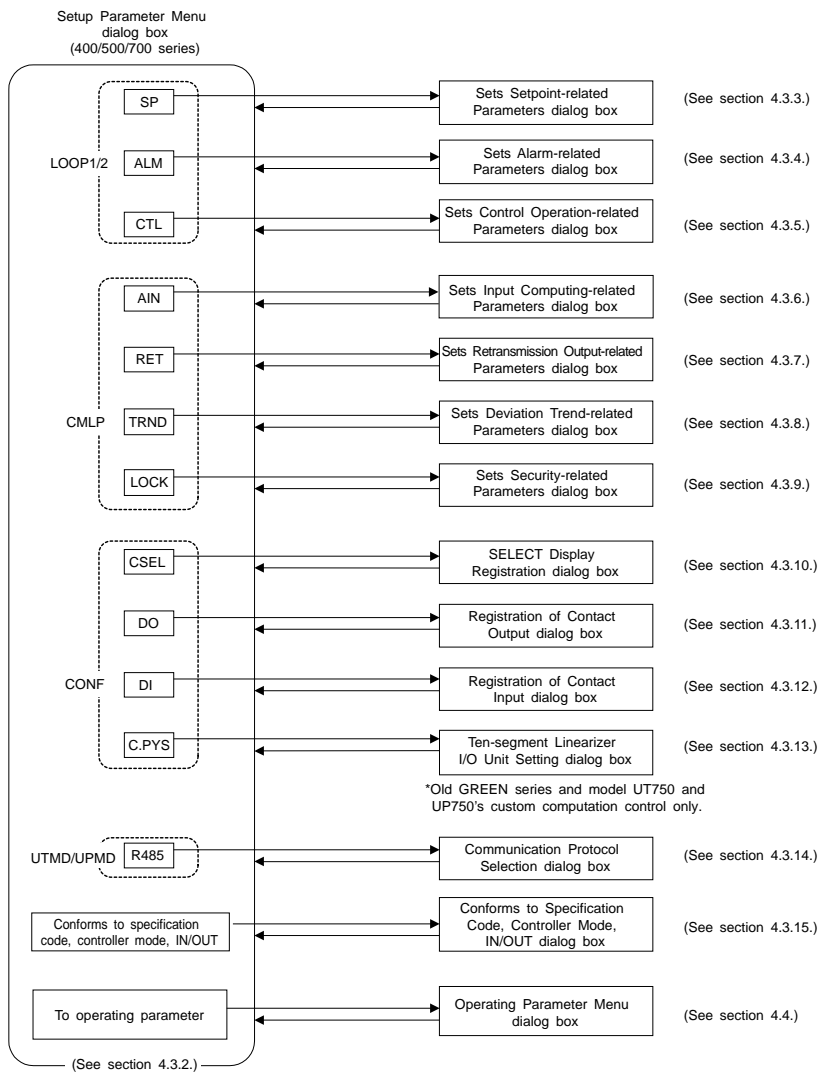 Setup Parameter Menu
dialog box
(400/500/700 series)
SP
Sets Setpoint-related
Parameters dialog box
(See section 4.3.3.)
LOOP1/2
ALM
Sets Alarm-related
Parameters dialog box
(See section 4.3.4.)
CTL
Sets Control Operation-related
Parameters dialog box
(See section 4.3.5.)
AIN
Sets Input Computing-related
Parameters dialog box
(See section 4.3.6.)
RET
Sets Retransmission Output-related
Parameters dialog box
(See section 4.3.7.)
CMLP
TRND
Sets Deviation Trend-related
Parameters dialog box
(See section 4.3.8.)
LOCK
Sets Security-related
Parameters dialog box
(See section 4.3.9.)
CSEL
SELECT Display
Registration dialog box
(See section 4.3.10.)
DO
Registration of Contact
Output dialog box
(See section 4.3.11.)
CONF
DI
Registration of Contact
Input dialog box
(See section 4.3.12.)
C.PYS
Ten-segment Linearizer
I/O Unit Setting dialog box
(See section 4.3.13.)
*Old GREEN series and model UT750 and
UP750's custom computation control only.
UTMD/UPMD
R485
Communication Protocol
Selection dialog box
(See section 4.3.14.)
Conforms to specification
code, controller mode, IN/OUT
Conforms to Specification
Code, Controller Mode,
IN/OUT dialog box
(See section 4.3.15.)
To operating parameter
Operating Parameter Menu
dialog box
(See section 4.4.)
(See section 4.3.2.)